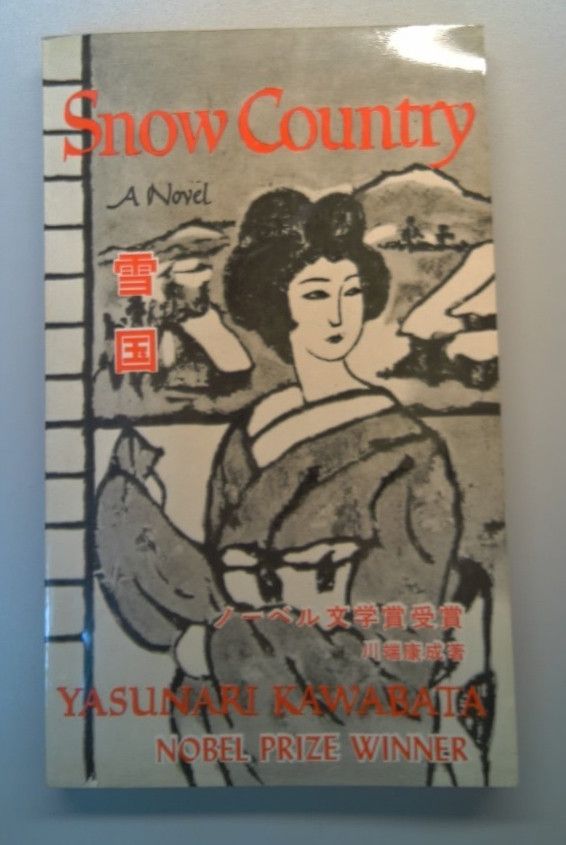 Snow Country
A Novel
雪
国
ノーベル文学賞受賞
川端康成著
YASUNARI KAWABATA
NOBEL PRIZE WINNER